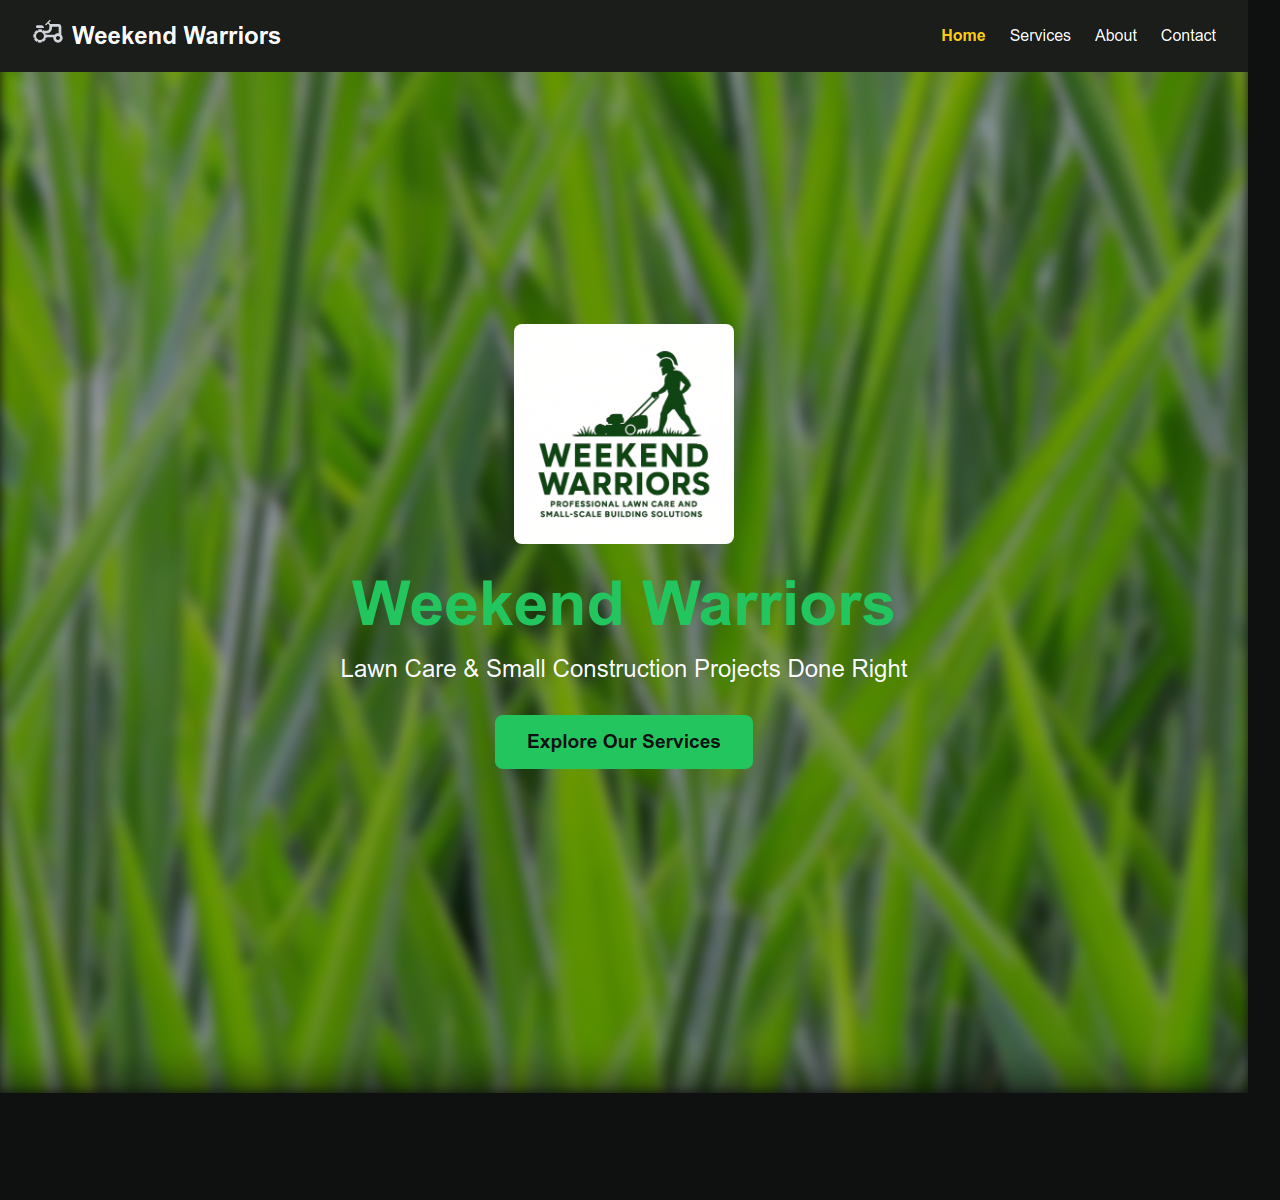 Weekend Warriors
Home Services About Contact
WEEKEND
WARRIORS
PROFESSIONAL LAWN CARE AND
SMALL-SCALE BUILDING SOLUTIONS
Weekend Warriors
Lawn Care & Small Construction Projects Done Right
Explore Our Services